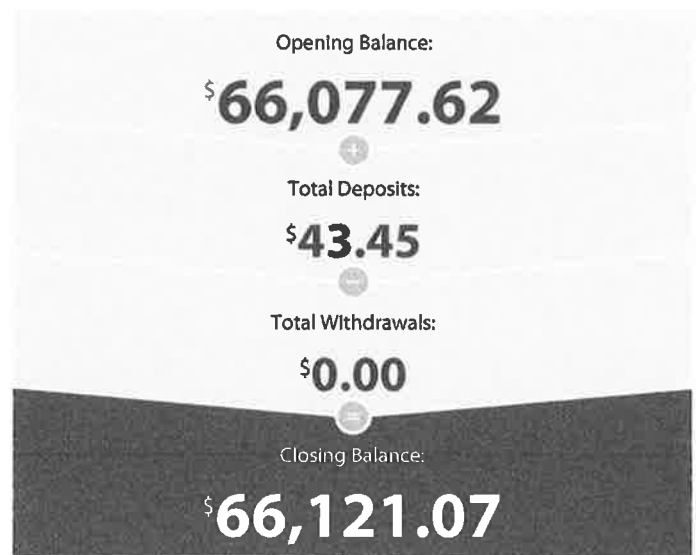 Opening Balance:
$66,077.62
+
Total Deposits:
$43.45
−
Total Withdrawals:
$0.00
=
Closing Balance:
$66,121.07